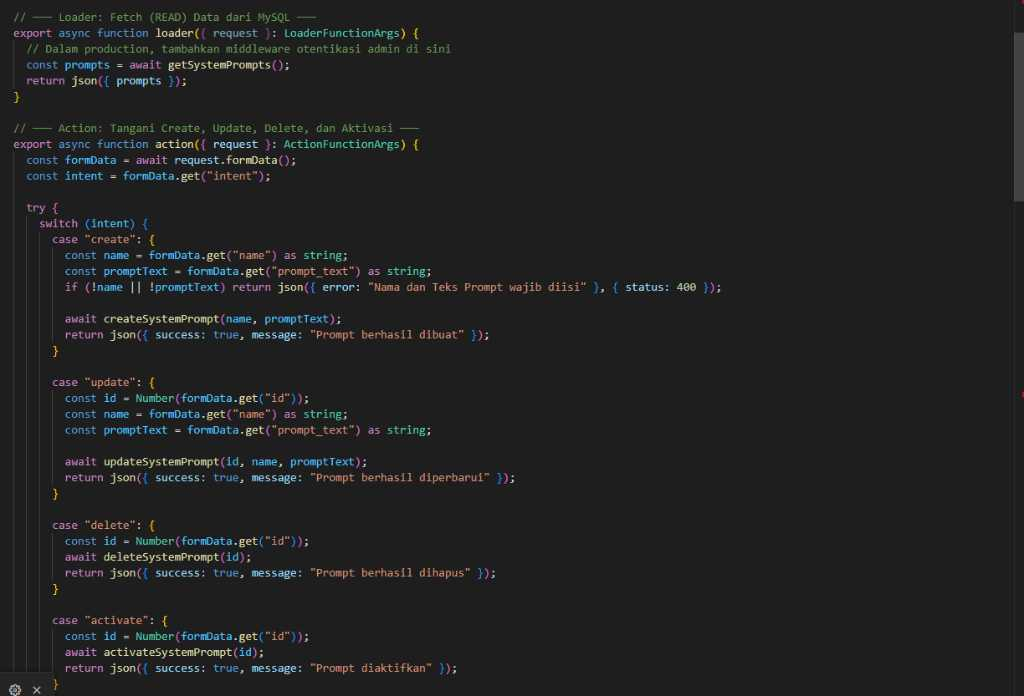 // —— Loader: Fetch (READ) Data dari MySQL ——
export async function loader({ request }: LoaderFunctionArgs) {
// Dalam production, tambahkan middleware otentikasi admin di sini
const prompts = await getSystemPrompts();
return json({ prompts });
}
// —— Action: Tangani Create, Update, Delete, dan Aktivasi ——
export async function action({ request }: ActionFunctionArgs) {
const formData = await request.formData();
const intent = formData.get("intent");
try {
switch (intent) {
case "create": {
const name = formData.get("name") as string;
const promptText = formData.get("prompt_text") as string;
if (!name || !promptText) return json({ error: "Nama dan Teks Prompt wajib diisi" }, { status: 400 });
await createSystemPrompt(name, promptText);
return json({ success: true, message: "Prompt berhasil dibuat" });
}
case "update": {
const id = Number(formData.get("id"));
const name = formData.get("name") as string;
const promptText = formData.get("prompt_text") as string;
await updateSystemPrompt(id, name, promptText);
return json({ success: true, message: "Prompt berhasil diperbarui" });
}
case "delete": {
const id = Number(formData.get("id"));
await deleteSystemPrompt(id);
return json({ success: true, message: "Prompt berhasil dihapus" });
}
case "activate": {
const id = Number(formData.get("id"));
await activateSystemPrompt(id);
return json({ success: true, message: "Prompt diaktifkan" });
}